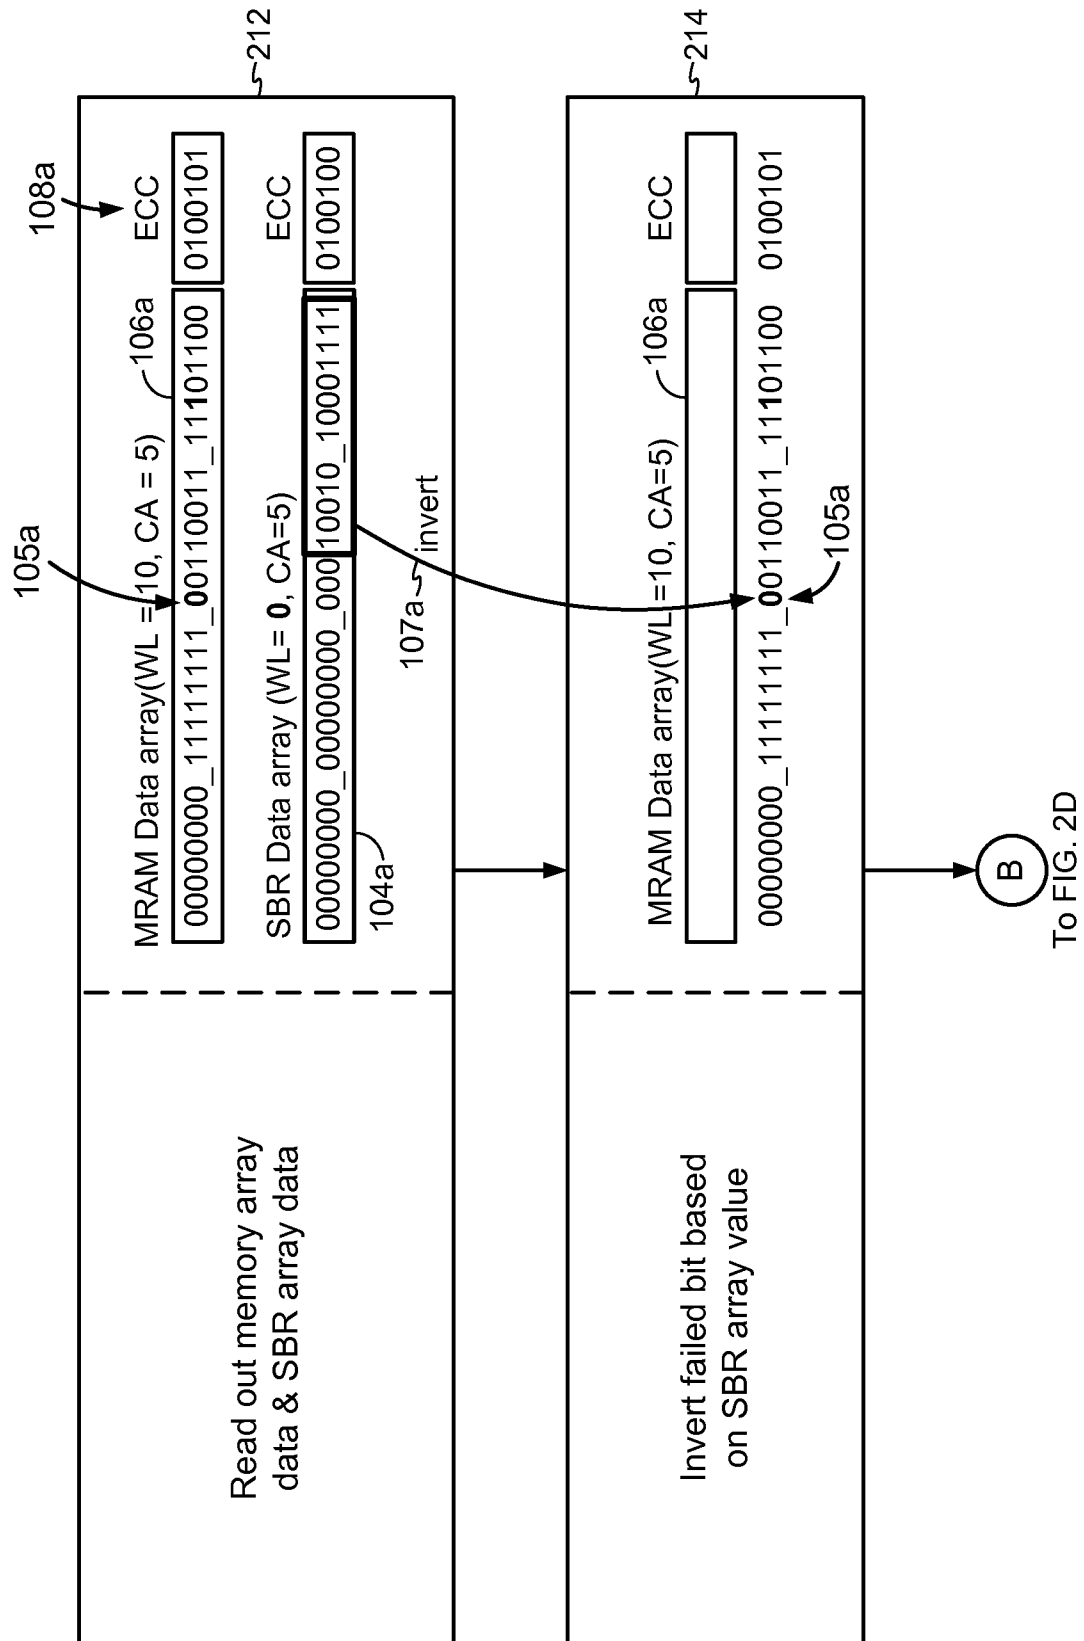 105a
108a
MRAM Data array(WL = 10, CA = 5)
106a
ECC
00000000_11111111_00110011_11101100
0100101
Read out memory array
data & SBR array data
SBR Data array (WL= 0, CA=5)
ECC
00000000_00000000_00010010_10001111
0100100
104a
212
107a
invert
MRAM Data array(WL=10, CA=5)
106a
ECC
Invert failed bit based
on SBR array value
00000000_11111111_00110011_11101100
0100101
105a
214
B
To FIG. 2D